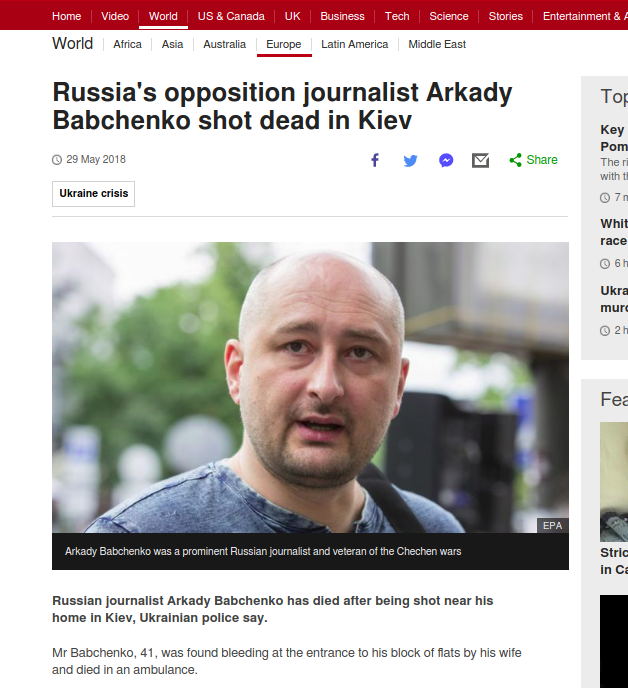 Home Video World US & Canada UK Business Tech Science Stories Entertainment &
World Africa Asia Australia Europe Latin America Middle East
Russia's opposition journalist Arkady
Babchenko shot dead in Kiev
29 May 2018
Share
Ukraine crisis
EPA
Arkady Babchenko was a prominent Russian journalist and veteran of the Chechen wars
Russian journalist Arkady Babchenko has died after being shot near his
home in Kiev, Ukrainian police say.
Mr Babchenko, 41, was found bleeding at the entrance to his block of flats by his wife
and died in an ambulance.
Top
Key
Pom
The ri
with th
7 m
Whit
race
6 h
Ukra
murd
2 h
Fea
Stric
in Ca